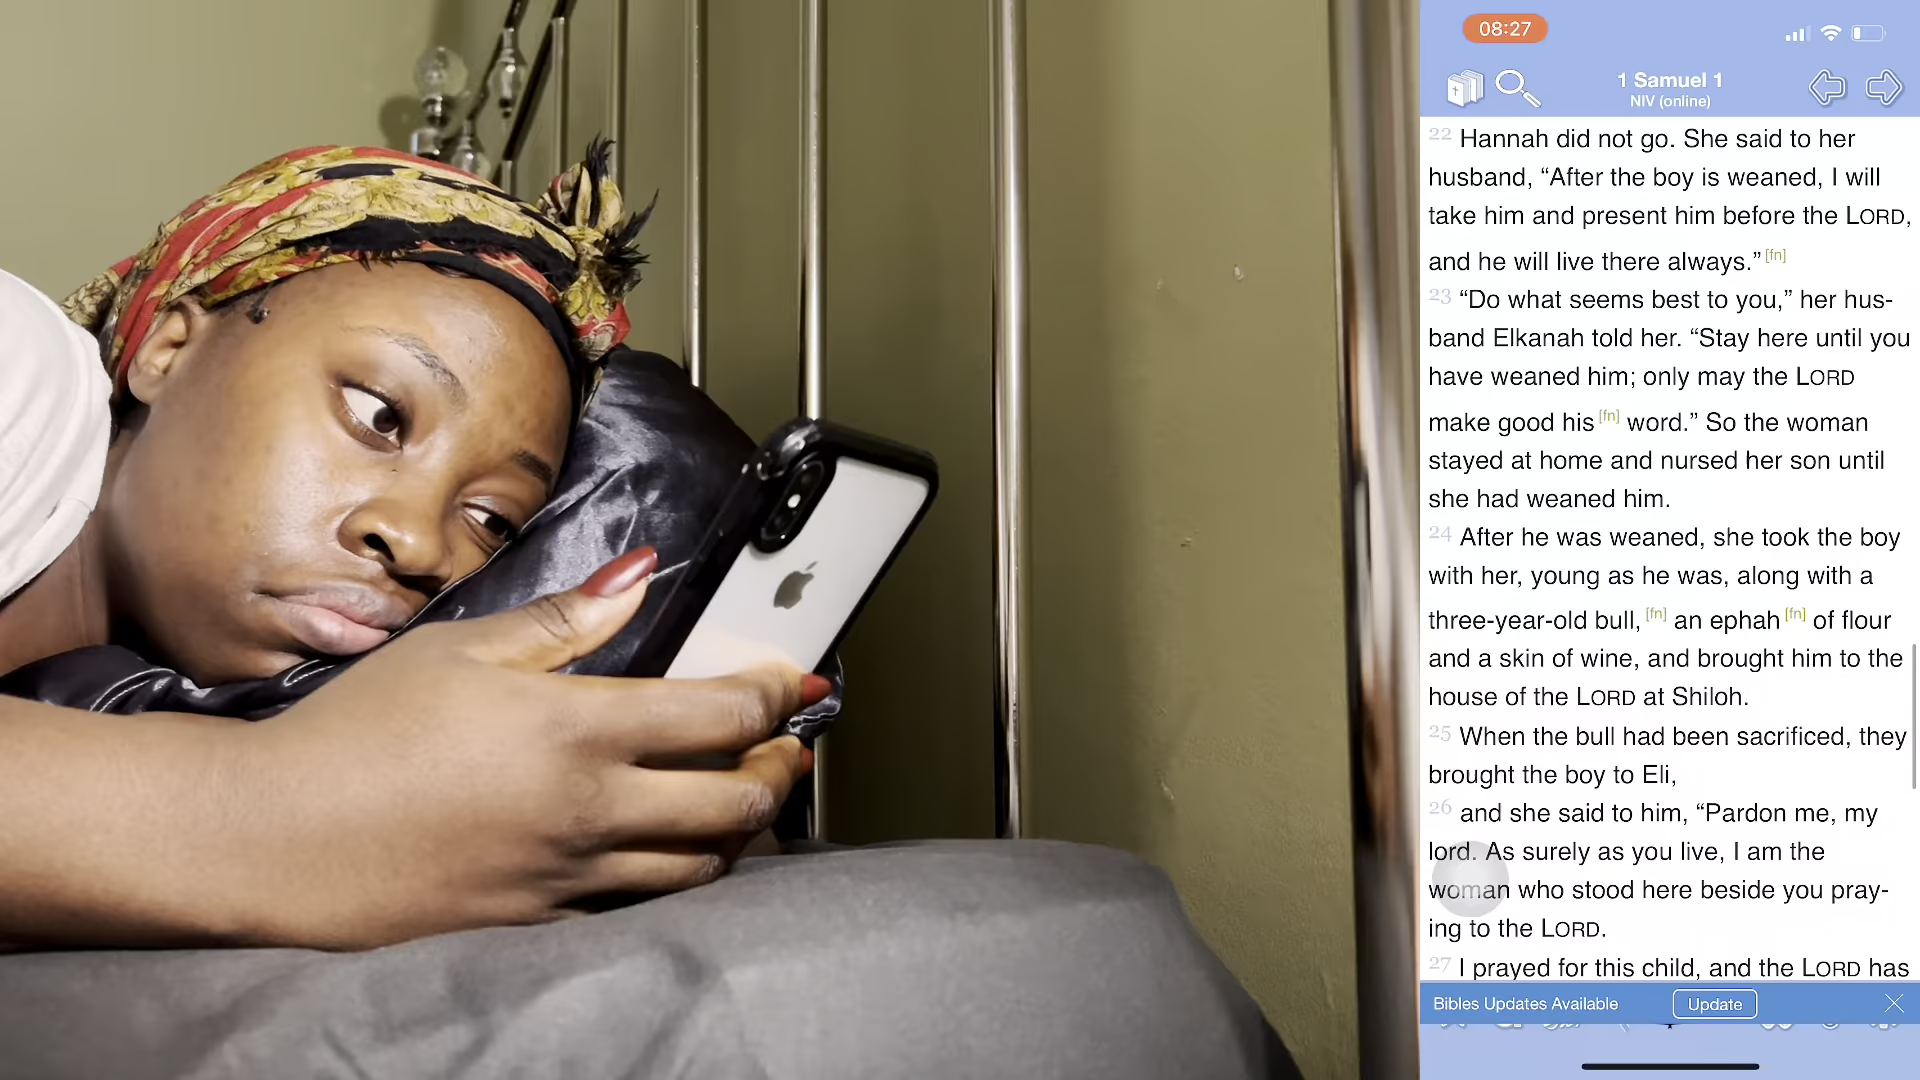 08:27
1 Samuel 1
NIV (online)
22 Hannah did not go. She said to her
husband, “After the boy is weaned, I will
take him and present him before the LORD,
and he will live there always.” [fn]
23 “Do what seems best to you,” her hus-
band Elkanah told her. “Stay here until you
have weaned him; only may the LORD
make good his [fn] word.” So the woman
stayed at home and nursed her son until
she had weaned him.
24 After he was weaned, she took the boy
with her, young as he was, along with a
three-year-old bull, [fn] an ephah [fn] of flour
and a skin of wine, and brought him to the
house of the LORD at Shiloh.
25 When the bull had been sacrificed, they
brought the boy to Eli,
26 and she said to him, “Pardon me, my
lord. As surely as you live, I am the
woman who stood here beside you pray-
ing to the LORD.
27 I prayed for this child, and the LORD has
Bibles Updates Available
Update